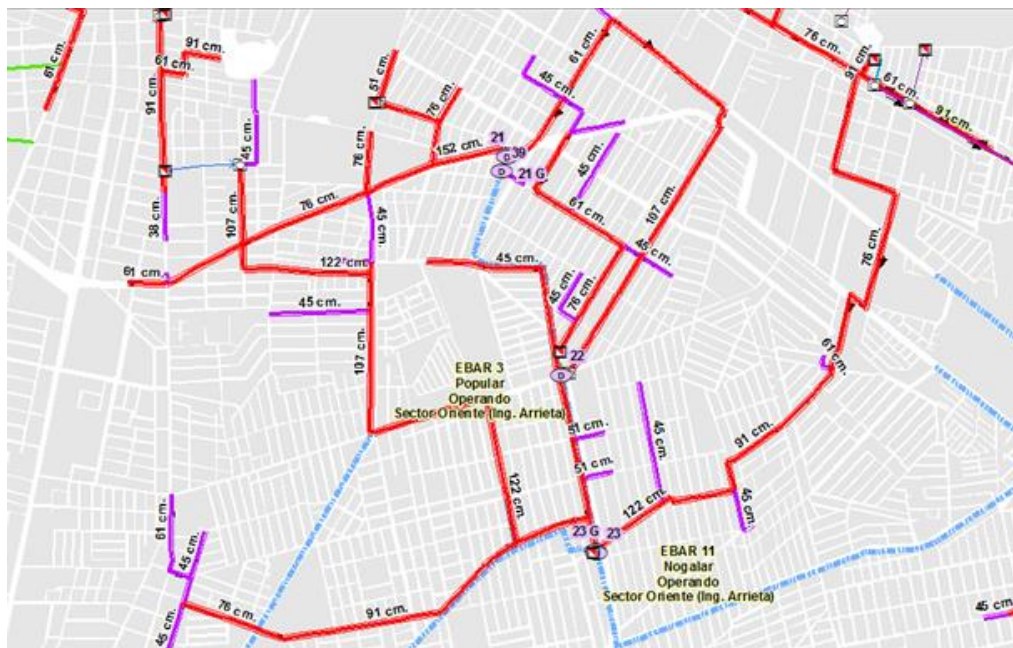 61 cm.
91 cm.
61 cm.
91 cm.
45 cm.
38 cm.
107 cm.
61 cm.
76 cm.
122 cm.
45 cm.
107 cm.
51 cm.
76 cm.
76 cm.
152 cm.
45 cm.
21
39
21 G
45 cm.
61 cm.
45 cm.
61 cm.
107 cm.
45 cm.
45 cm.
45 cm.
76 cm.
22
76 cm.
91 cm.
61 cm.
91 cm.
76 cm.
61 cm.
91 cm.
EBAR 3
Popular
Operando
Sector Oriente (Ing. Arrieta)
51 cm.
51 cm.
45 cm.
122 cm.
122 cm.
45 cm.
23 G
23
EBAR 11
Nogalar
Operando
Sector Oriente (Ing. Arrieta)
61 cm.
45 cm.
45 cm.
76 cm.
91 cm.
45 cm.